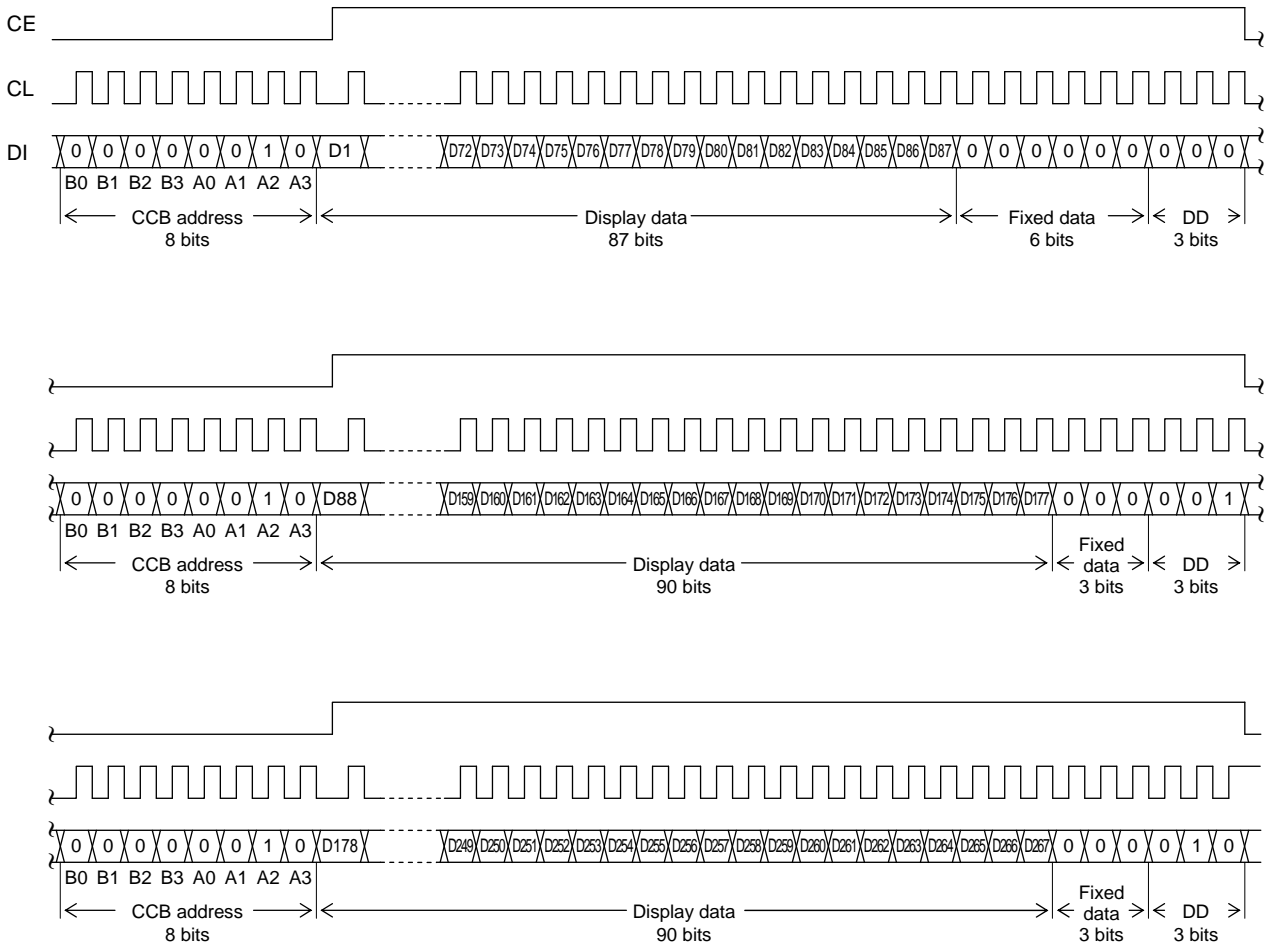 CE
CL
DI 0 0 0 0 0 0 1 0 D1 D72 D73 D74 D75 D76 D77 D78 D79 D80 D81 D82 D83 D84 D85 D86 D87 0 0 0 0 0 0 0 0 0
B0 B1 B2 B3 A0 A1 A2 A3
CCB address Display data Fixed data DD
8 bits 87 bits 6 bits 3 bits
0 0 0 0 0 0 1 0 D88 D159 D160 D161 D162 D163 D164 D165 D166 D167 D168 D169 D170 D171 D172 D173 D174 D175 D176 D177 0 0 0 0 0 1
B0 B1 B2 B3 A0 A1 A2 A3
Fixed
CCB address Display data data DD
8 bits 90 bits 3 bits 3 bits
0 0 0 0 0 0 1 0 D178 D249 D250 D251 D252 D253 D254 D255 D256 D257 D258 D259 D260 D261 D262 D263 D264 D265 D266 D267 0 0 0 0 1 0
B0 B1 B2 B3 A0 A1 A2 A3
Fixed
CCB address Display data data DD
8 bits 90 bits 3 bits 3 bits